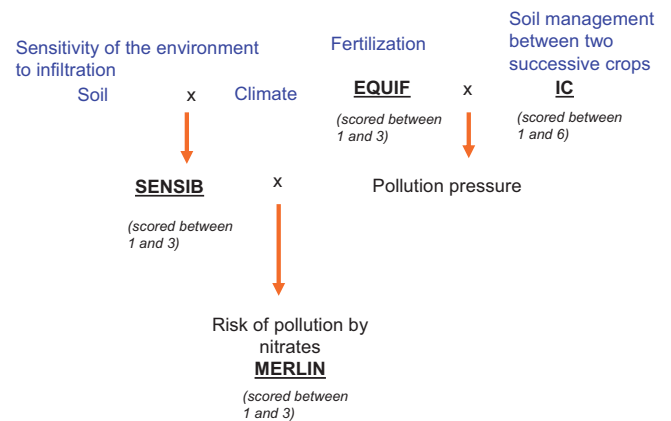 Sensitivity of the environment
to infiltration
Soil x Climate
Fertilization
EQUIF x IC
Soil management
between two
successive crops
(scored between
1 and 3)
(scored between
1 and 6)
SENSIB x Pollution pressure
(scored between
1 and 3)
Risk of pollution by
nitrates
MERLIN
(scored between
1 and 3)